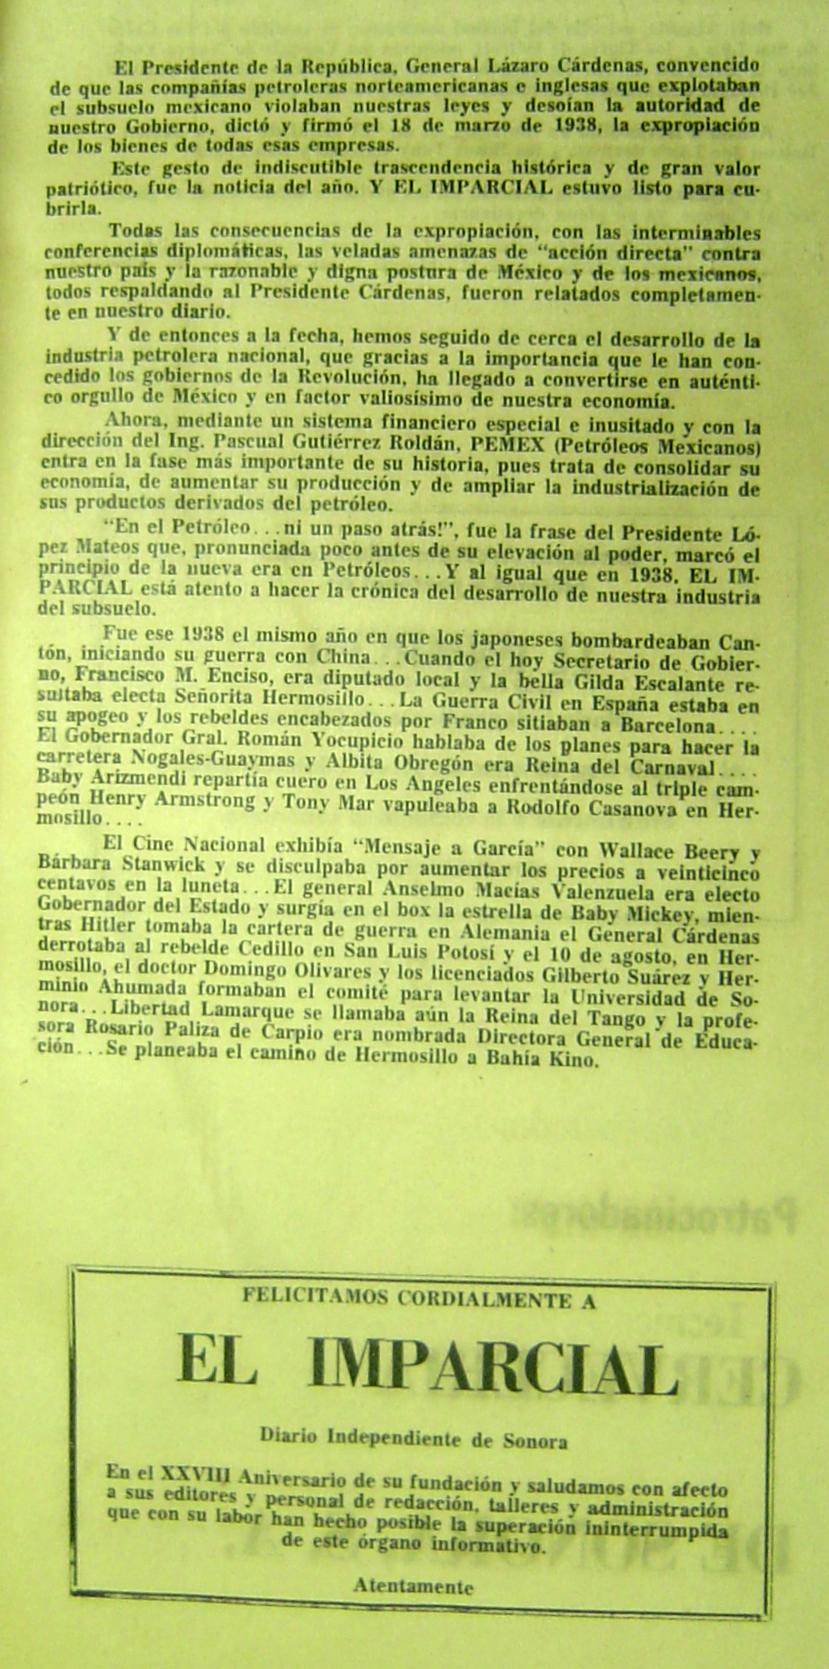 El Presidente de la República, General Lázaro Cárdenas, convencido
de que las compañías petroleras norteamericanas e inglesas que explotaban
el subsuelo mexicano violaban nuestras leyes y desoían la autoridad de
nuestro Gobierno, dictó y firmó el 18 de marzo de 1938, la expropiación
de los bienes de todas esas empresas.
Este gesto de indiscutible trascendencia histórica y de gran valor
patriótico, fue la noticia del año. Y EL IMPARCIAL estuvo listo para cu-
brirla.
Todas las consecuencias de la expropiación, con las interminables
conferencias diplomáticas, las veladas amenazas de “acción directa” contra
nuestro país y la razonable y digna postura de México y de los mexicanos,
todos respaldando al Presidente Cárdenas, fueron relatados completamen-
te en nuestro diario.
Y de entonces a la fecha, hemos seguido de cerca el desarrollo de la
industria petrolera nacional, que gracias a la importancia que le han con-
cedido los gobiernos de la Revolución, ha llegado a convertirse en auténti-
co orgullo de México y en factor valiosísimo de nuestra economía.
Ahora, mediante un sistema financiero especial e inusitado y con la
dirección del Ing. Pascual Gutiérrez Roldán, PEMEX (Petróleos Mexicanos)
entra en la fase más importante de su historia, pues trata de consolidar su
economía, de aumentar su producción y de ampliar la industrialización de
sus productos derivados del petróleo.
“En el Petróleo...ni un paso atrás!”, fue la frase del Presidente Ló-
pez Mateos que, pronunciada poco antes de su elevación al poder, marcó el
principio de la nueva era en Petróleos...Y al igual que en 1938, EL IM-
PARCIAL está atento a hacer la crónica del desarrollo de nuestra industria
del subsuelo.
Fue ese 1938 el mismo año en que los japoneses bombardeaban Can-
tón, iniciando su guerra con China...Cuando el hoy Secretario de Gobier-
no, Francisco M. Enciso, era diputado local y la bella Gilda Escalante re-
sultaba electa Señorita Hermosillo...La Guerra Civil en España estaba en
su apogeo y los rebeldes encabezados por Franco sitiaban a Barcelona....
El Gobernador Gral. Román Yocupicio hablaba de los planes para hacer la
carretera Nogales-Guaymas y Albita Obregón era Reina del Carnaval....
Baby Arizmendi repartía cuero en Los Angeles enfrentándose al triple cam-
peón Henry Armstrong y Tony Mar vapuleaba a Rodolfo Casanova en Her-
mosillo....
El Cine Nacional exhibía “Mensaje a García” con Wallace Beery y
Bárbara Stanwick y se disculpaba por aumentar los precios a veinticinco
centavos en la luneta...El general Anselmo Macías Valenzuela era electo
Gobernador del Estado y surgía en el box la estrella de Baby Mickey, mien-
tras Hitler tomaba la cartera de guerra en Alemania el General Cárdenas
derrotaba al rebelde Cedillo en San Luis Potosí y el 10 de agosto, en Her-
mosillo, el doctor Domingo Olivares y los licenciados Gilberto Suárez y Her-
minio Ahumada formaban el comité para levantar la Universidad de So-
nora...Libertad Lamarque se llamaba aún la Reina del Tango y la profe-
sora Rosario Paliza de Carpio era nombrada Directora General de Educa-
ción...Se planeaba el camino de Hermosillo a Bahía Kino.
FELICITAMOS CORDIALMENTE A
EL IMPARCIAL
Diario Independiente de Sonora
En el XXVIII Aniversario de su fundación y saludamos con afecto
a sus editores y personal de redacción, talleres y administración
que con su labor han hecho posible la superación ininterrumpida
de este órgano informativo.
Atentamente